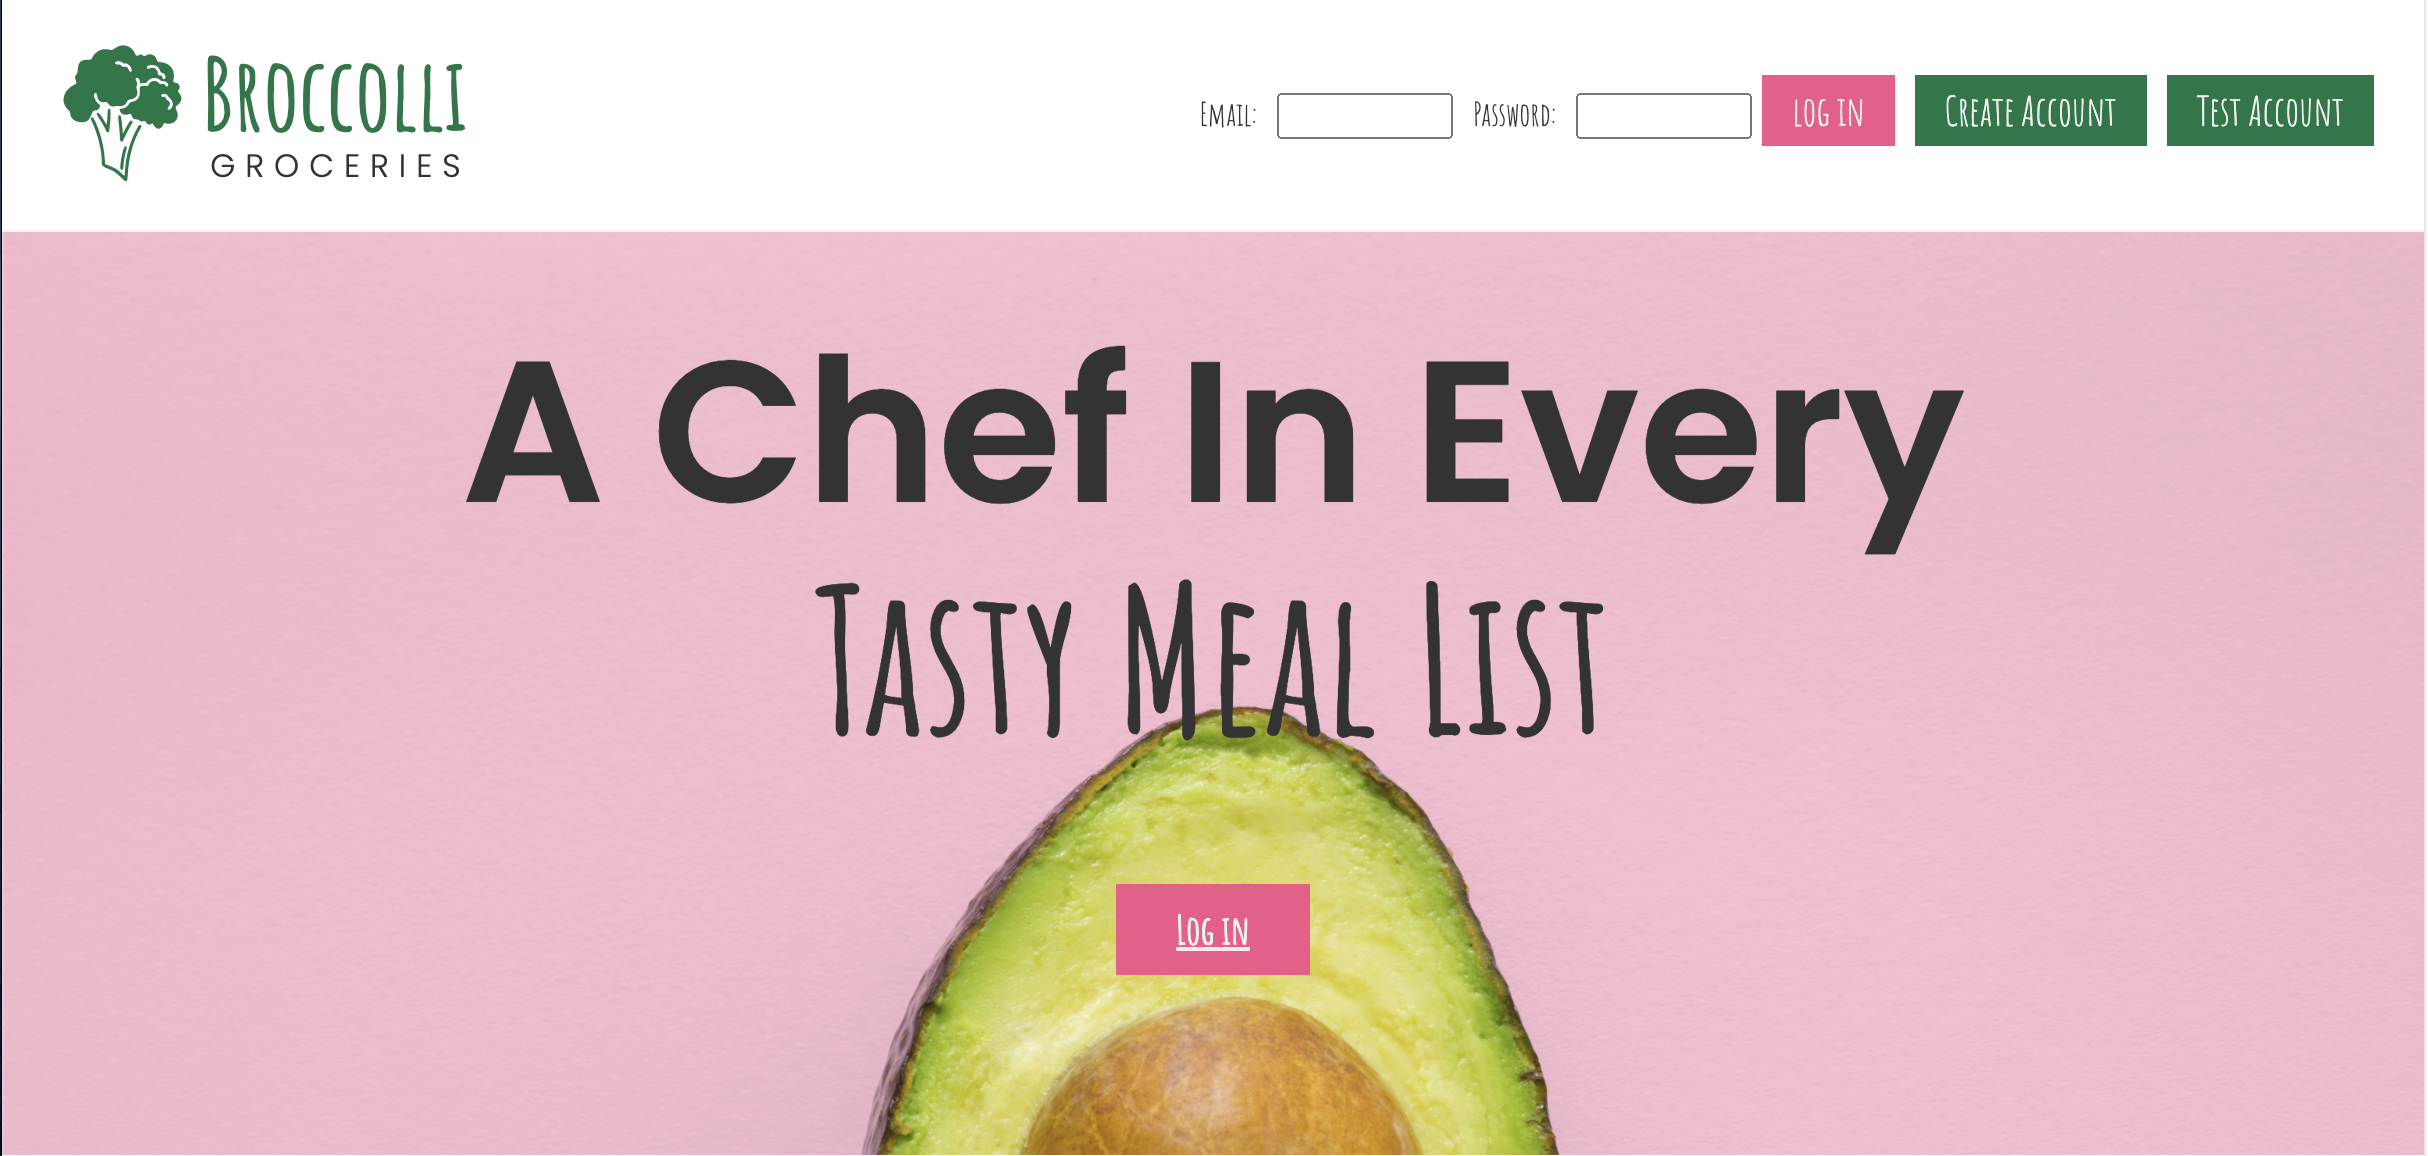 Broccolli
GROCERIES
Email: Password: log in Create Account Test Account
A Chef In Every
Tasty Meal List
Log in